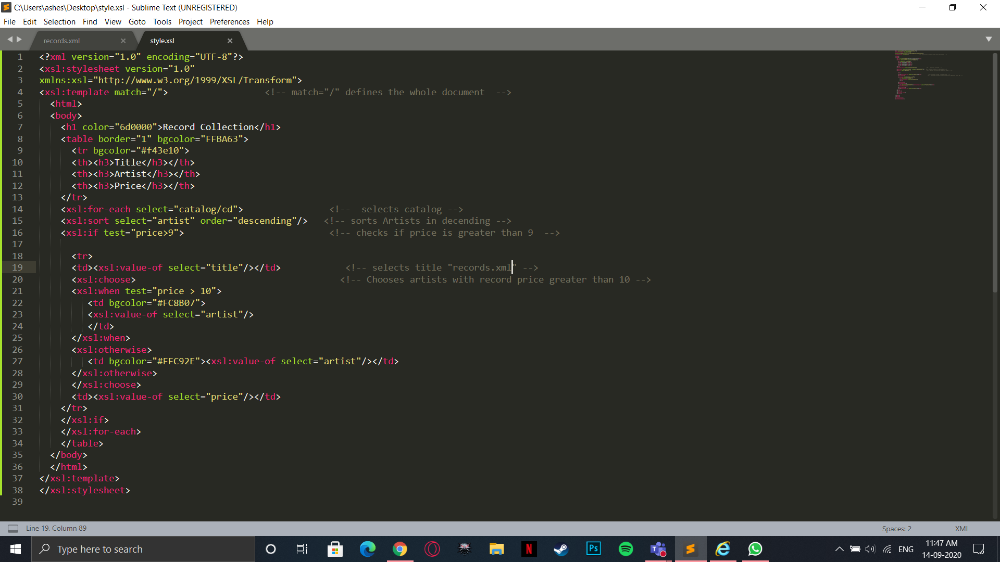 C:\Users\ashes\Desktop\style.xsl - Sublime Text (UNREGISTERED)
File Edit Selection Find View Goto Tools Project Preferences Help
records.xml × style.xsl ×
1 <?xml version="1.0" encoding="UTF-8"?>
2 <xsl:stylesheet version="1.0"
3 xmlns:xsl="http://www.w3.org/1999/XSL/Transform">
4 <xsl:template match="/"> <!-- match="/" defines the whole document -->
5 <html>
6 <body>
7 <h1 color="6d0000">Record Collection</h1>
8 <table border="1" bgcolor="FFBA63">
9 <tr bgcolor="#f43e10">
10 <th><h3>Title</h3></th>
11 <th><h3>Artist</h3></th>
12 <th><h3>Price</h3></th>
13 </tr>
14 <xsl:for-each select="catalog/cd"> <!-- selects catalog -->
15 <xsl:sort select="artist" order="descending"/> <!-- sorts Artists in decending -->
16 <xsl:if test="price>9"> <!-- checks if price is greater than 9 -->
17
18 <tr>
19 <td><xsl:value-of select="title"/></td> <!-- selects title "records.xml" -->
20 <xsl:choose> <!-- Chooses artists with record price greater than 10 -->
21 <xsl:when test="price > 10">
22 <td bgcolor="#FC8B07">
23 <xsl:value-of select="artist"/>
24 </td>
25 </xsl:when>
26 <xsl:otherwise>
27 <td bgcolor="#FFC92E"><xsl:value-of select="artist"/></td>
28 </xsl:otherwise>
29 </xsl:choose>
30 <td><xsl:value-of select="price"/></td>
31 </tr>
32 </xsl:if>
33 </xsl:for-each>
34 </table>
35 </body>
36 </html>
37 </xsl:template>
38 </xsl:stylesheet>
39
Line 19, Column 89 Spaces: 2 XML
Type here to search N Ps T ENG 11:47 AM
14-09-2020